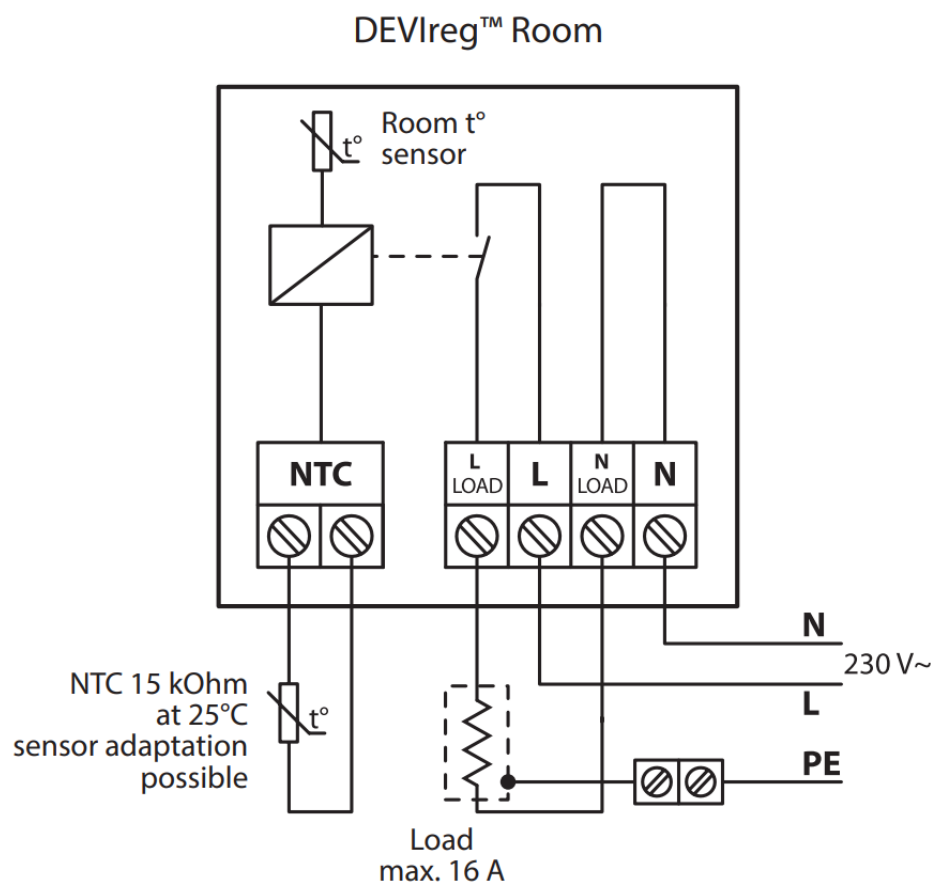 DEVIreg™ Room
t°
Room t°
sensor
NTC
L
LOAD
L
N
LOAD
N
NTC 15 kOhm
at 25°C
sensor adaptation
possible
t°
N
230 V~
L
PE
Load
max. 16 A